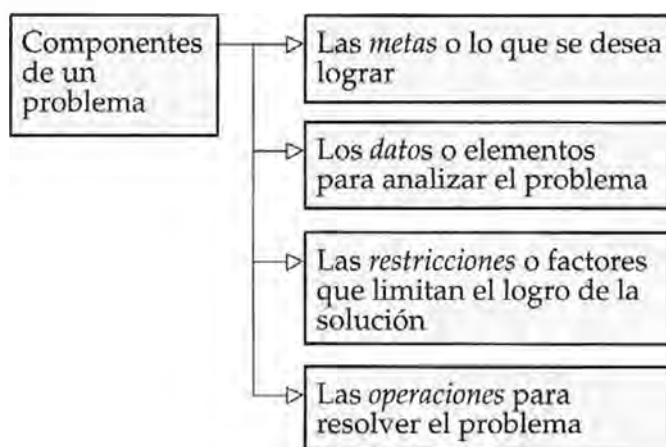 Componentes
de un
problema
Las metas o lo que se desea
lograr
Los datos o elementos
para analizar el problema
Las restricciones o factores
que limitan el logro de la
solución
Las operaciones para
resolver el problema